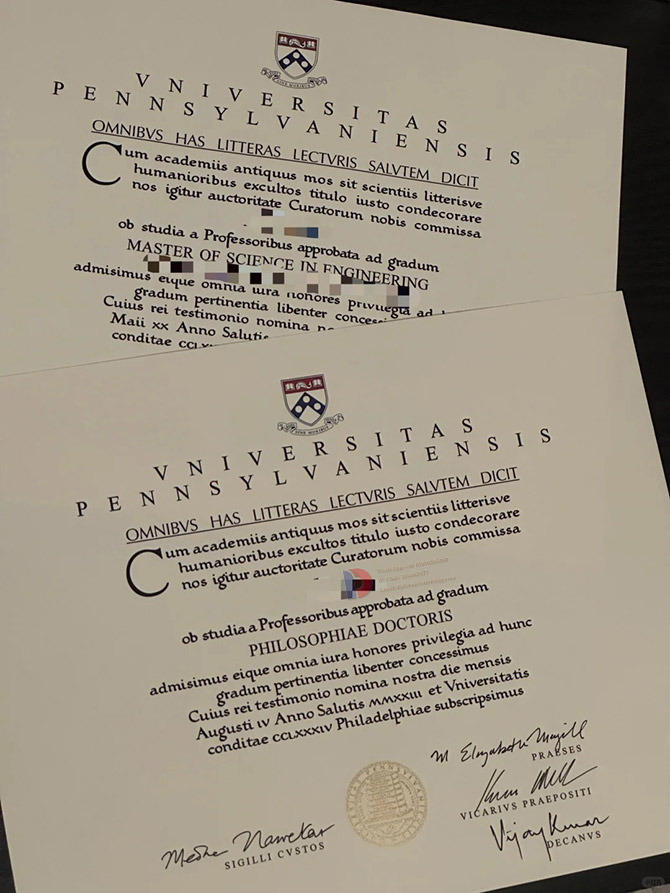 VNIVERSITAS
PENNSYLVANIENSIS
OMNIBVS HAS LITTERAS LECTVRIS SALVTEM DICIT
Cum academiis antiquus mos sit scientiis litterisve
humanioribus excultos titulo iusto condecorare
nos igitur auctoritate Curatorum nobis commissa
ob studia a Professoribus approbata ad gradum
MASTER OF SCIENCE IN ENGINEERING
admisimus eique omnia iura honores privilegia ad
gradum pertinentia libenter
Cuius rei testimonio nomina
Maii xx Anno Salutis
conditae
VNIVERSITAS
PENNSYLVANIENSIS
OMNIBVS HAS LITTERAS LECTVRIS SALVTEM DICIT
Cum academiis antiquus mos sit scientiis litterisve
humanioribus excultos titulo iusto condecorare
nos igitur auctoritate Curatorum nobis commissa
ob studia a Professoribus approbata ad gradum
PHILOSOPHIAE DOCTORIS
admisimus eique omnia iura honores privilegia ad hunc
gradum pertinentia libenter concessimus
Cuius rei testimonio nomina nostra die mensis
Augusti IV Anno Salutis MMXXIII et Vniversitatis
conditae CCLXXXIV Philadelphiae subscripsimus
M Elizabeth Magill
PRAESES
VICARIVS PRAEPOSITI
Vijay Kumar
DECANVS
Medha Narvekar
SIGILLI CVSTOS